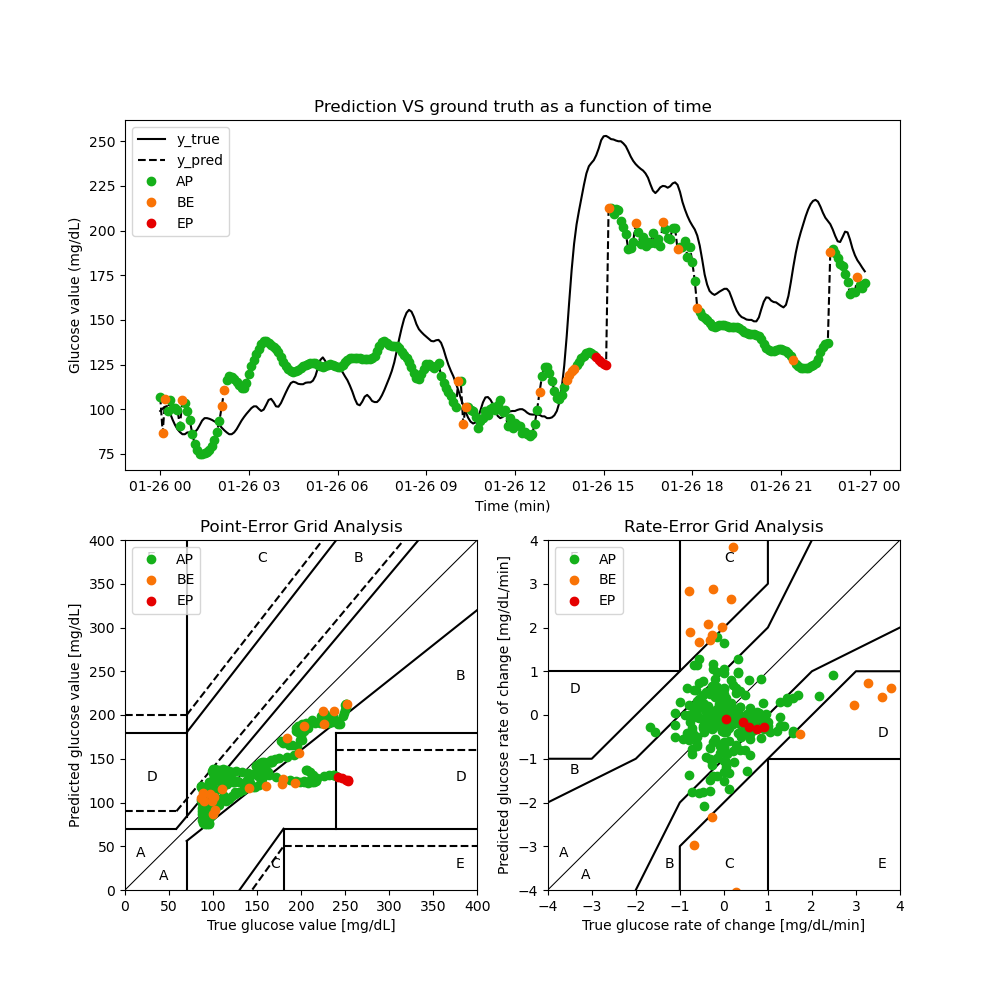 Prediction VS ground truth as a function of time
Glucose value (mg/dL)
250
225
200
175
150
125
100
75
y_true
y_pred
AP
BE
EP
01-26 00
01-26 03
01-26 06
01-26 09
01-26 12
01-26 15
01-26 18
01-26 21
01-27 00
Time (min)
Point-Error Grid Analysis
Predicted glucose value [mg/dL]
400
350
300
250
200
150
100
50
0
AP
BE
EP
C
B
B
D
D
A
A
C
E
0
50
100
150
200
250
300
350
400
True glucose value [mg/dL]
Rate-Error Grid Analysis
Predicted glucose rate of change [mg/dL/min]
4
3
2
1
0
−1
−2
−3
−4
AP
BE
EP
C
D
D
B
A
A
B
C
E
−4
−3
−2
−1
0
1
2
3
4
True glucose rate of change [mg/dL/min]